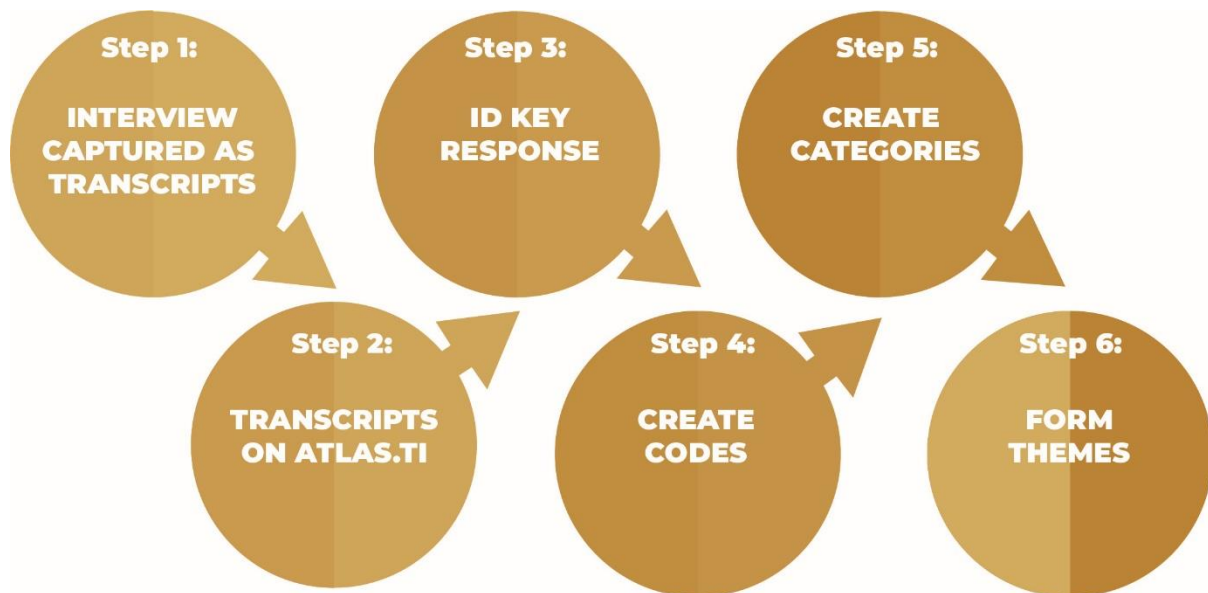 Step 1:
INTERVIEW
CAPTURED AS
TRANSCRIPTS
Step 2:
TRANSCRIPTS
ON ATLAS.TI
Step 3:
ID KEY
RESPONSE
Step 4:
CREATE
CODES
Step 5:
CREATE
CATEGORIES
Step 6:
FORM
THEMES